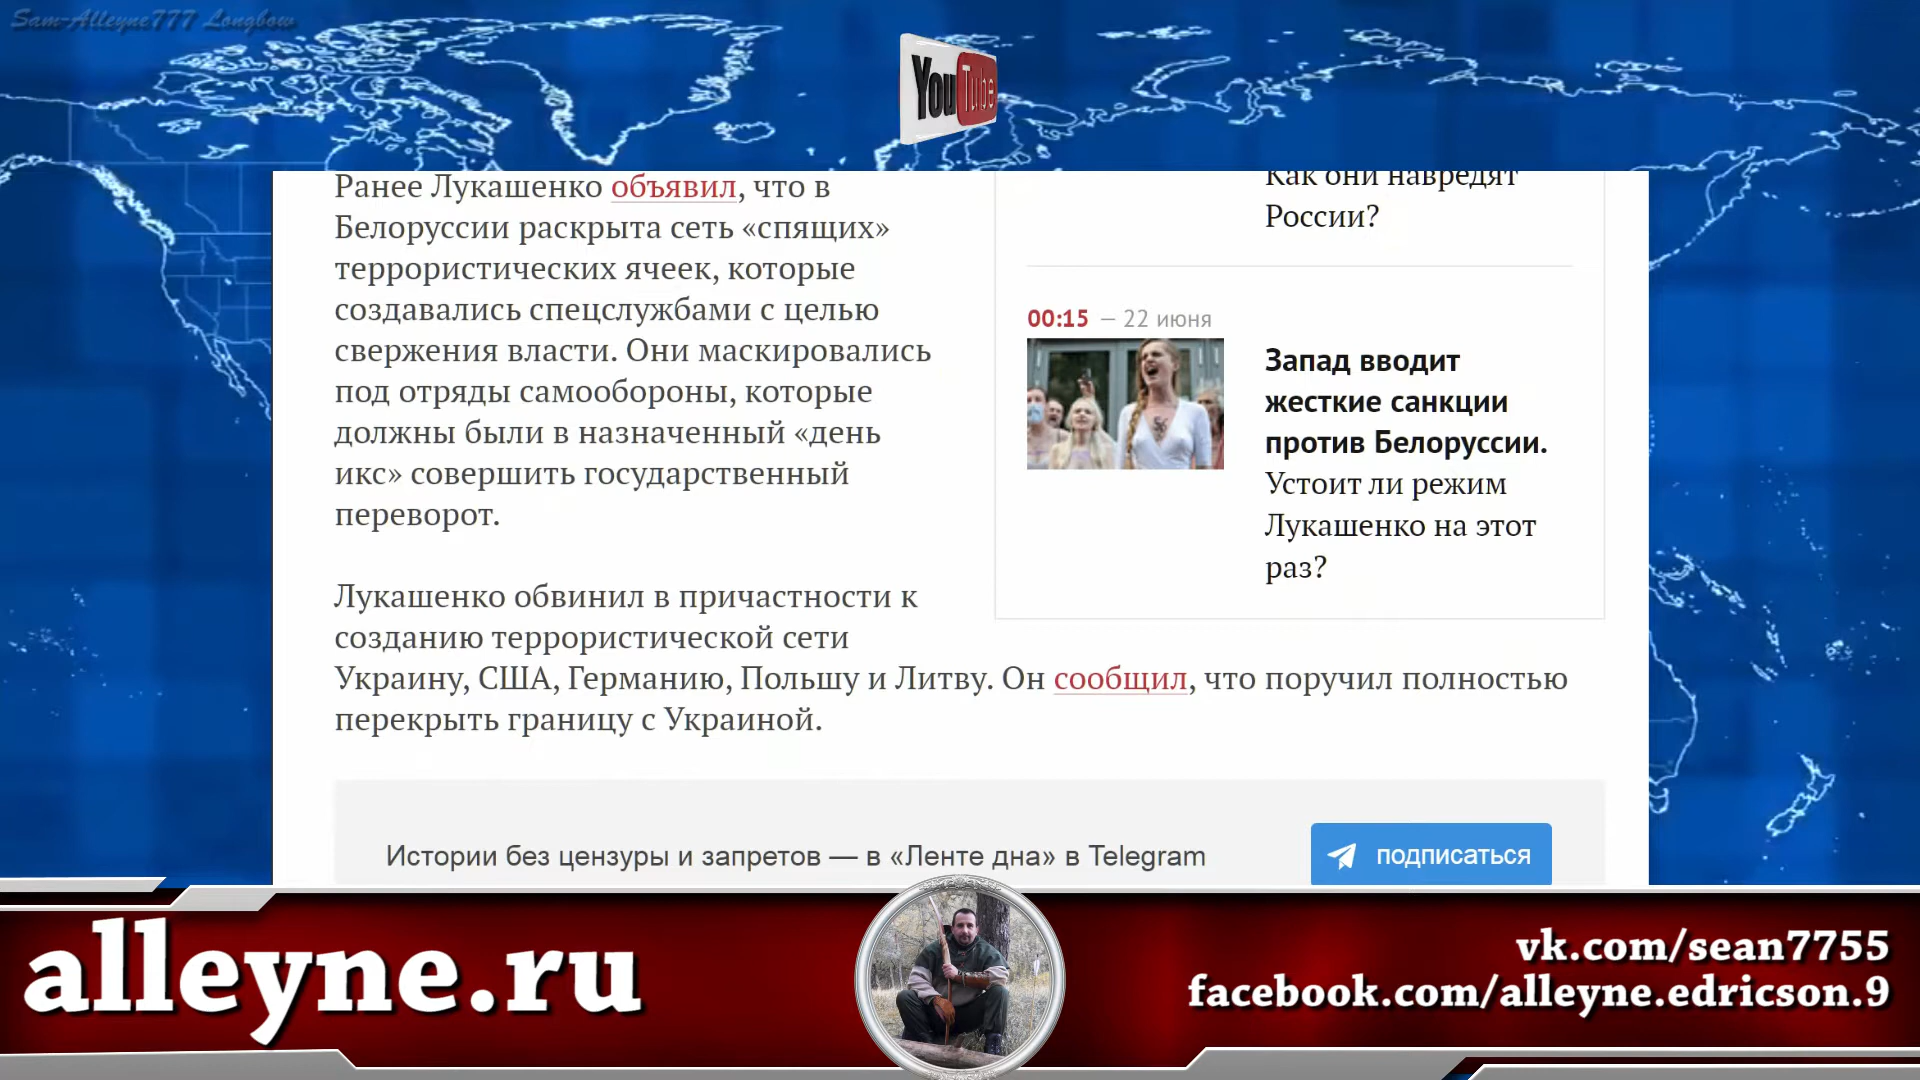 Sam-Alleyne777 Longbow
YouTube
Ранее Лукашенко объявил, что в
Белоруссии раскрыта сеть «спящих»
террористических ячеек, которые
создавались спецслужбами с целью
свержения власти. Они маскировались
под отряды самообороны, которые
должны были в назначенный «день
икс» совершить государственный
переворот.
Лукашенко обвинил в причастности к
созданию террористической сети
Украину, США, Германию, Польшу и Литву. Он сообщил, что поручил полностью
перекрыть границу с Украиной.
Как они навредят
России?
00:15 — 22 июня
Запад вводит
жесткие санкции
против Белоруссии.
Устоит ли режим
Лукашенко на этот
раз?
Истории без цензуры и запретов — в «Ленте дна» в Telegram
подписаться
alleyne.ru
vk.com/sean7755
facebook.com/alleyne.edricson.9